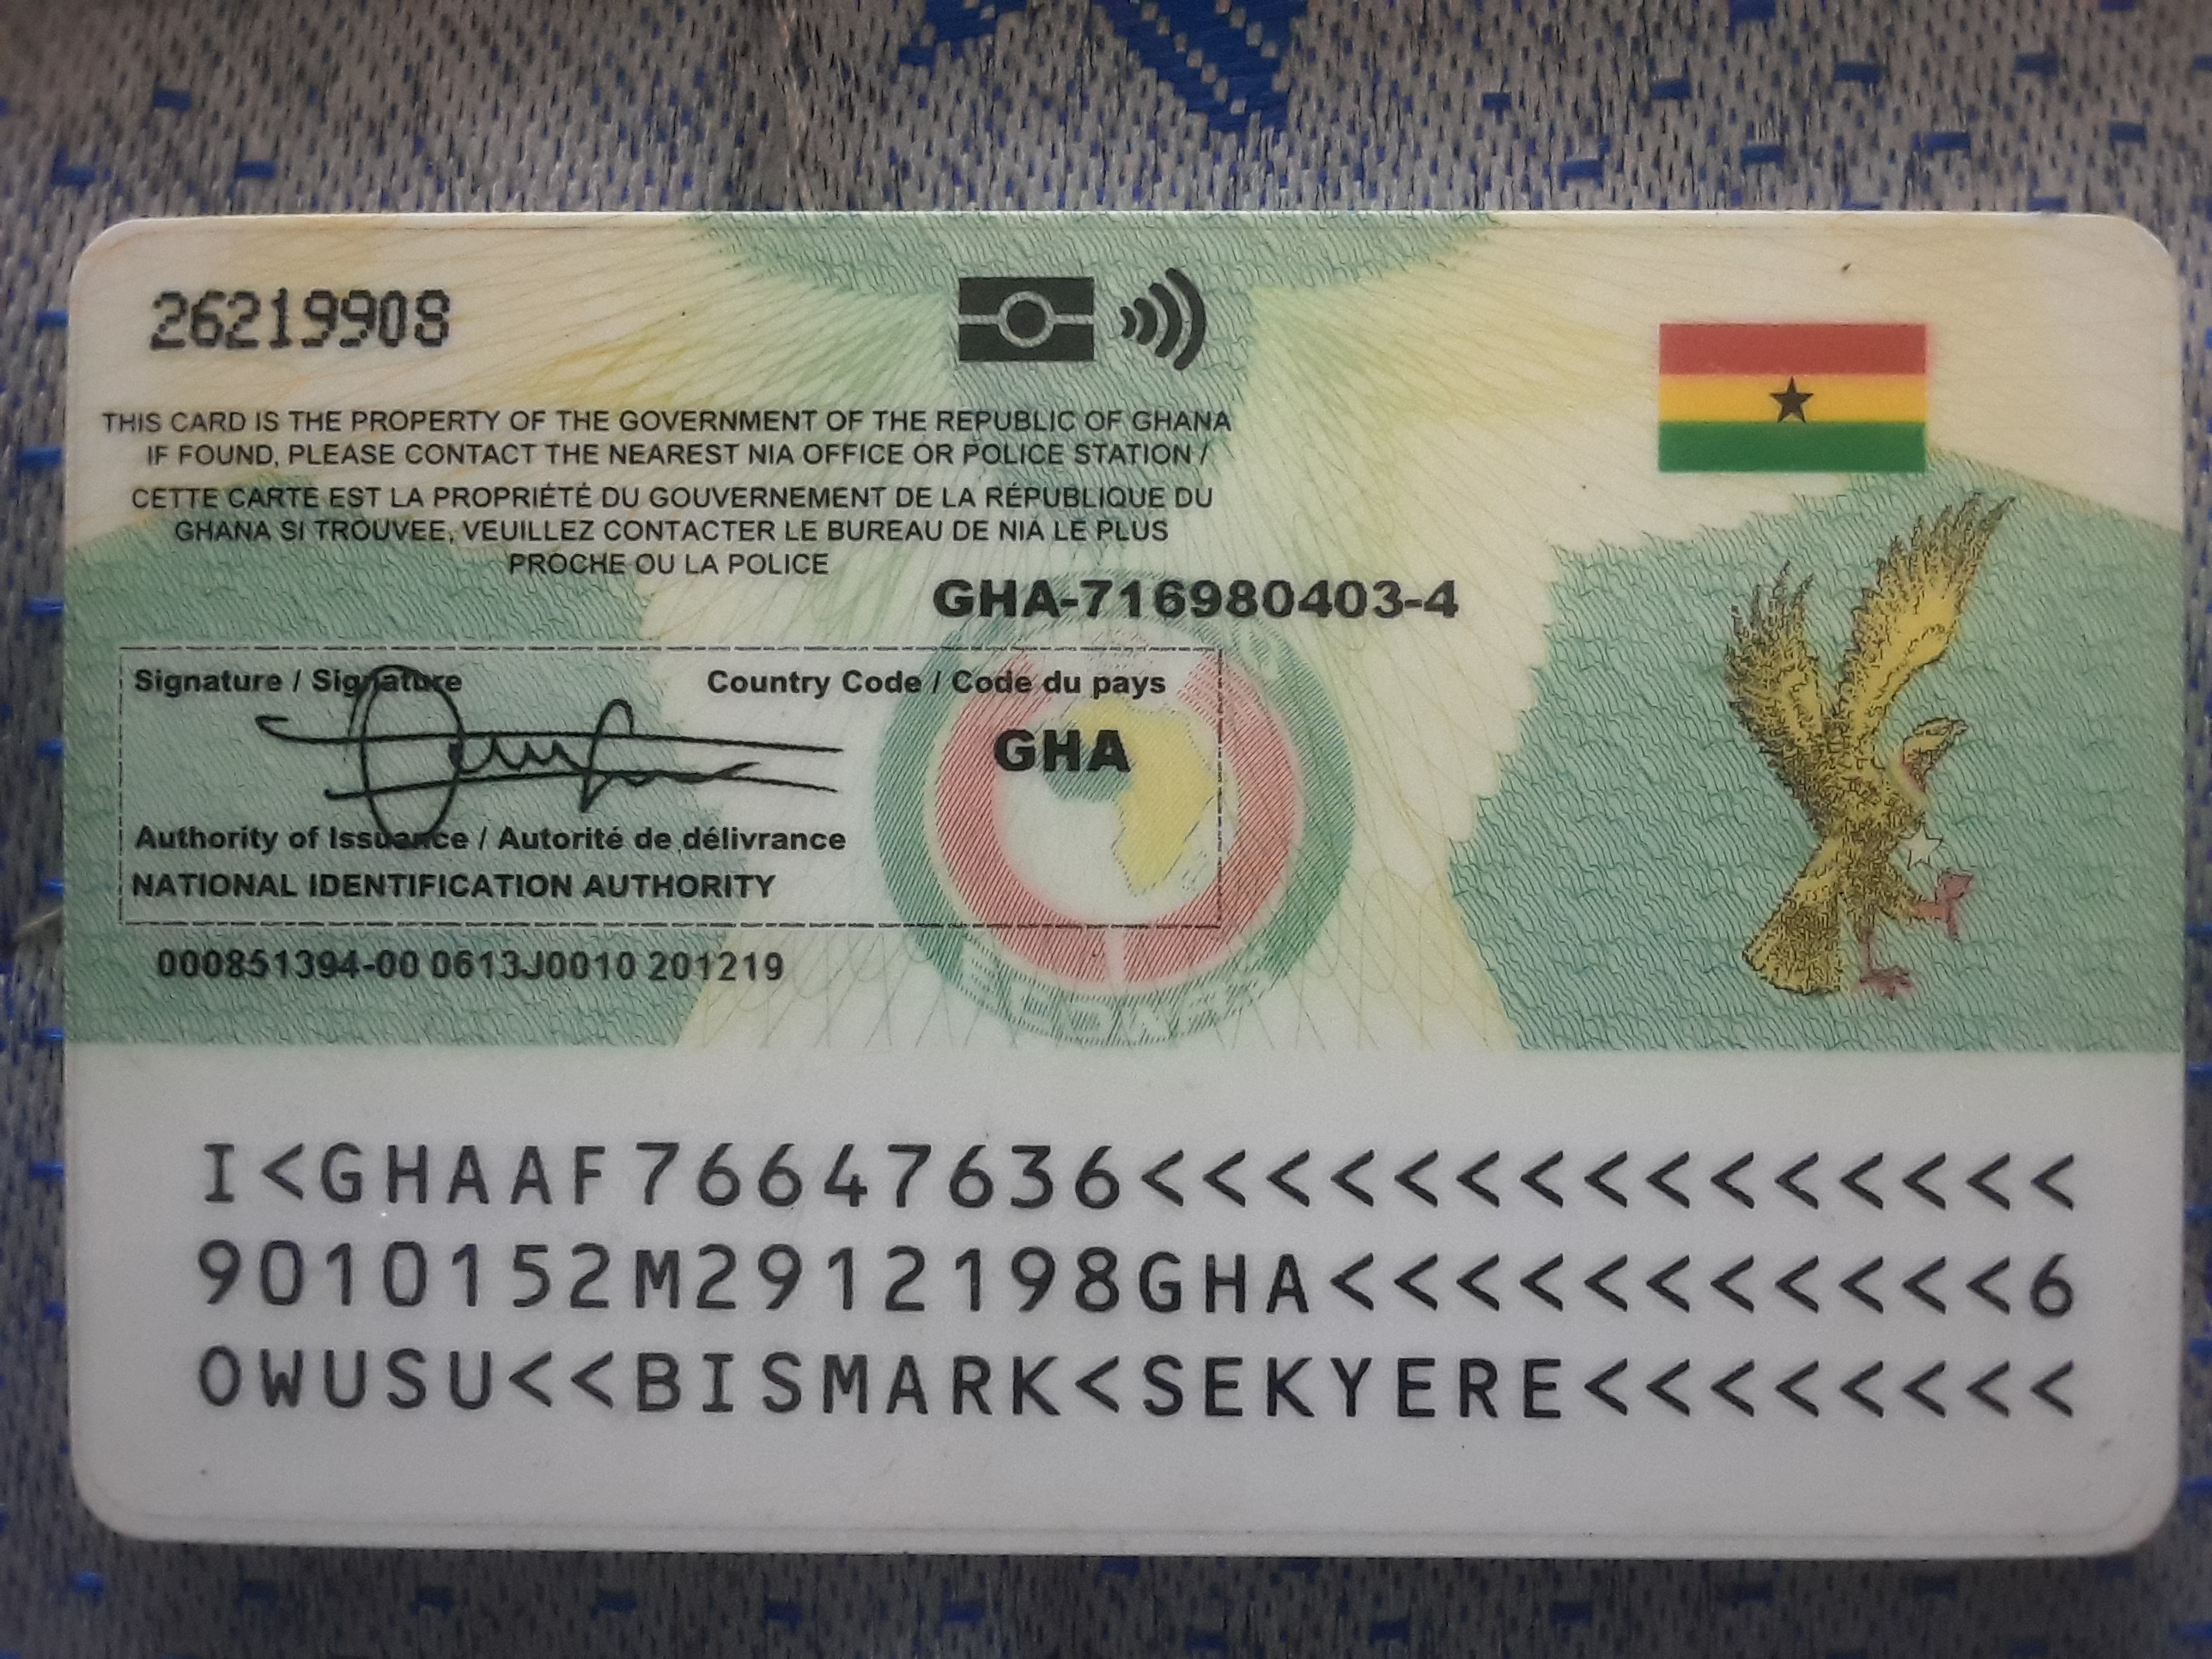 26219908
THIS CARD IS THE PROPERTY OF THE GOVERNMENT OF THE REPUBLIC OF GHANA
IF FOUND, PLEASE CONTACT THE NEAREST NIA OFFICE OR POLICE STATION /
CETTE CARTE EST LA PROPRIÉTÉ DU GOUVERNEMENT DE LA RÉPUBLIQUE DU
GHANA SI TROUVEE, VEUILLEZ CONTACTER LE BUREAU DE NIA LE PLUS
PROCHE OU LA POLICE
GHA-716980403-4
Signature / Signature
Country Code / Code du pays
GHA
Authority of Issuance / Autorité de délivrance
NATIONAL IDENTIFICATION AUTHORITY
000851394-00 0613J0010 201219
I<GHAAF76647636<<<<<<<<<<<<<<<
9010152M2912198GHA<<<<<<<<<<<6
OWUSU<<BISMARK<SEKYERE<<<<<<<<